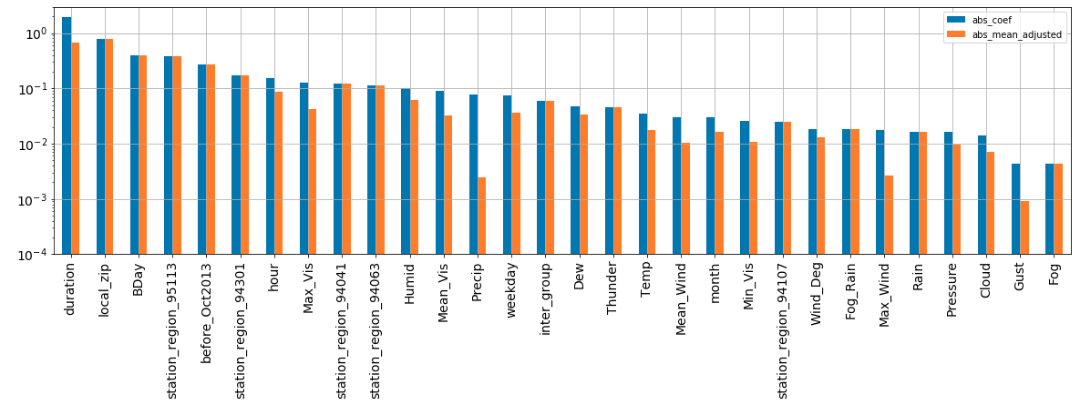 abs_coef
abs_mean_adjusted
10^0
10^-1
10^-2
10^-3
10^-4
duration
local_zip
BDay
station_region_95113
before_Oct2013
station_region_94301
hour
Max_Vis
station_region_94041
station_region_94063
Humid
Mean_Vis
Precip
weekday
inter_group
Dew
Thunder
Temp
Mean_Wind
month
Min_Vis
station_region_94107
Wind_Deg
Fog_Rain
Max_Wind
Rain
Pressure
Cloud
Gust
Fog